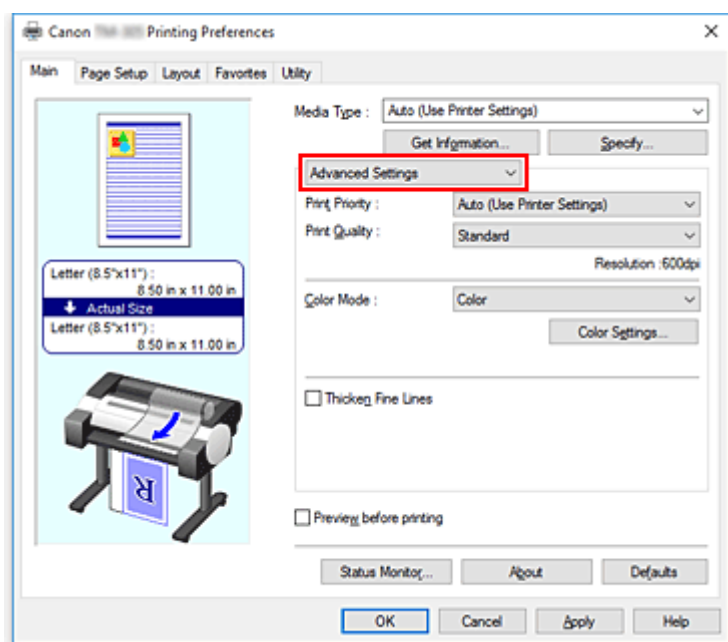 Canon Printing Preferences
Main Page Setup Layout Favorites Utility
Media Type : Auto (Use Printer Settings)
Get Information... Specify...
Advanced Settings
Print Priority : Auto (Use Printer Settings)
Print Quality : Standard
Resolution :600dpi
Letter (8.5"x11") :
8.50 in x 11.00 in
Actual Size
Letter (8.5"x11") :
8.50 in x 11.00 in
Color Mode : Color
Color Settings...
Thicken Fine Lines
R
Preview before printing
Status Monitor... About Defaults
OK Cancel Apply Help